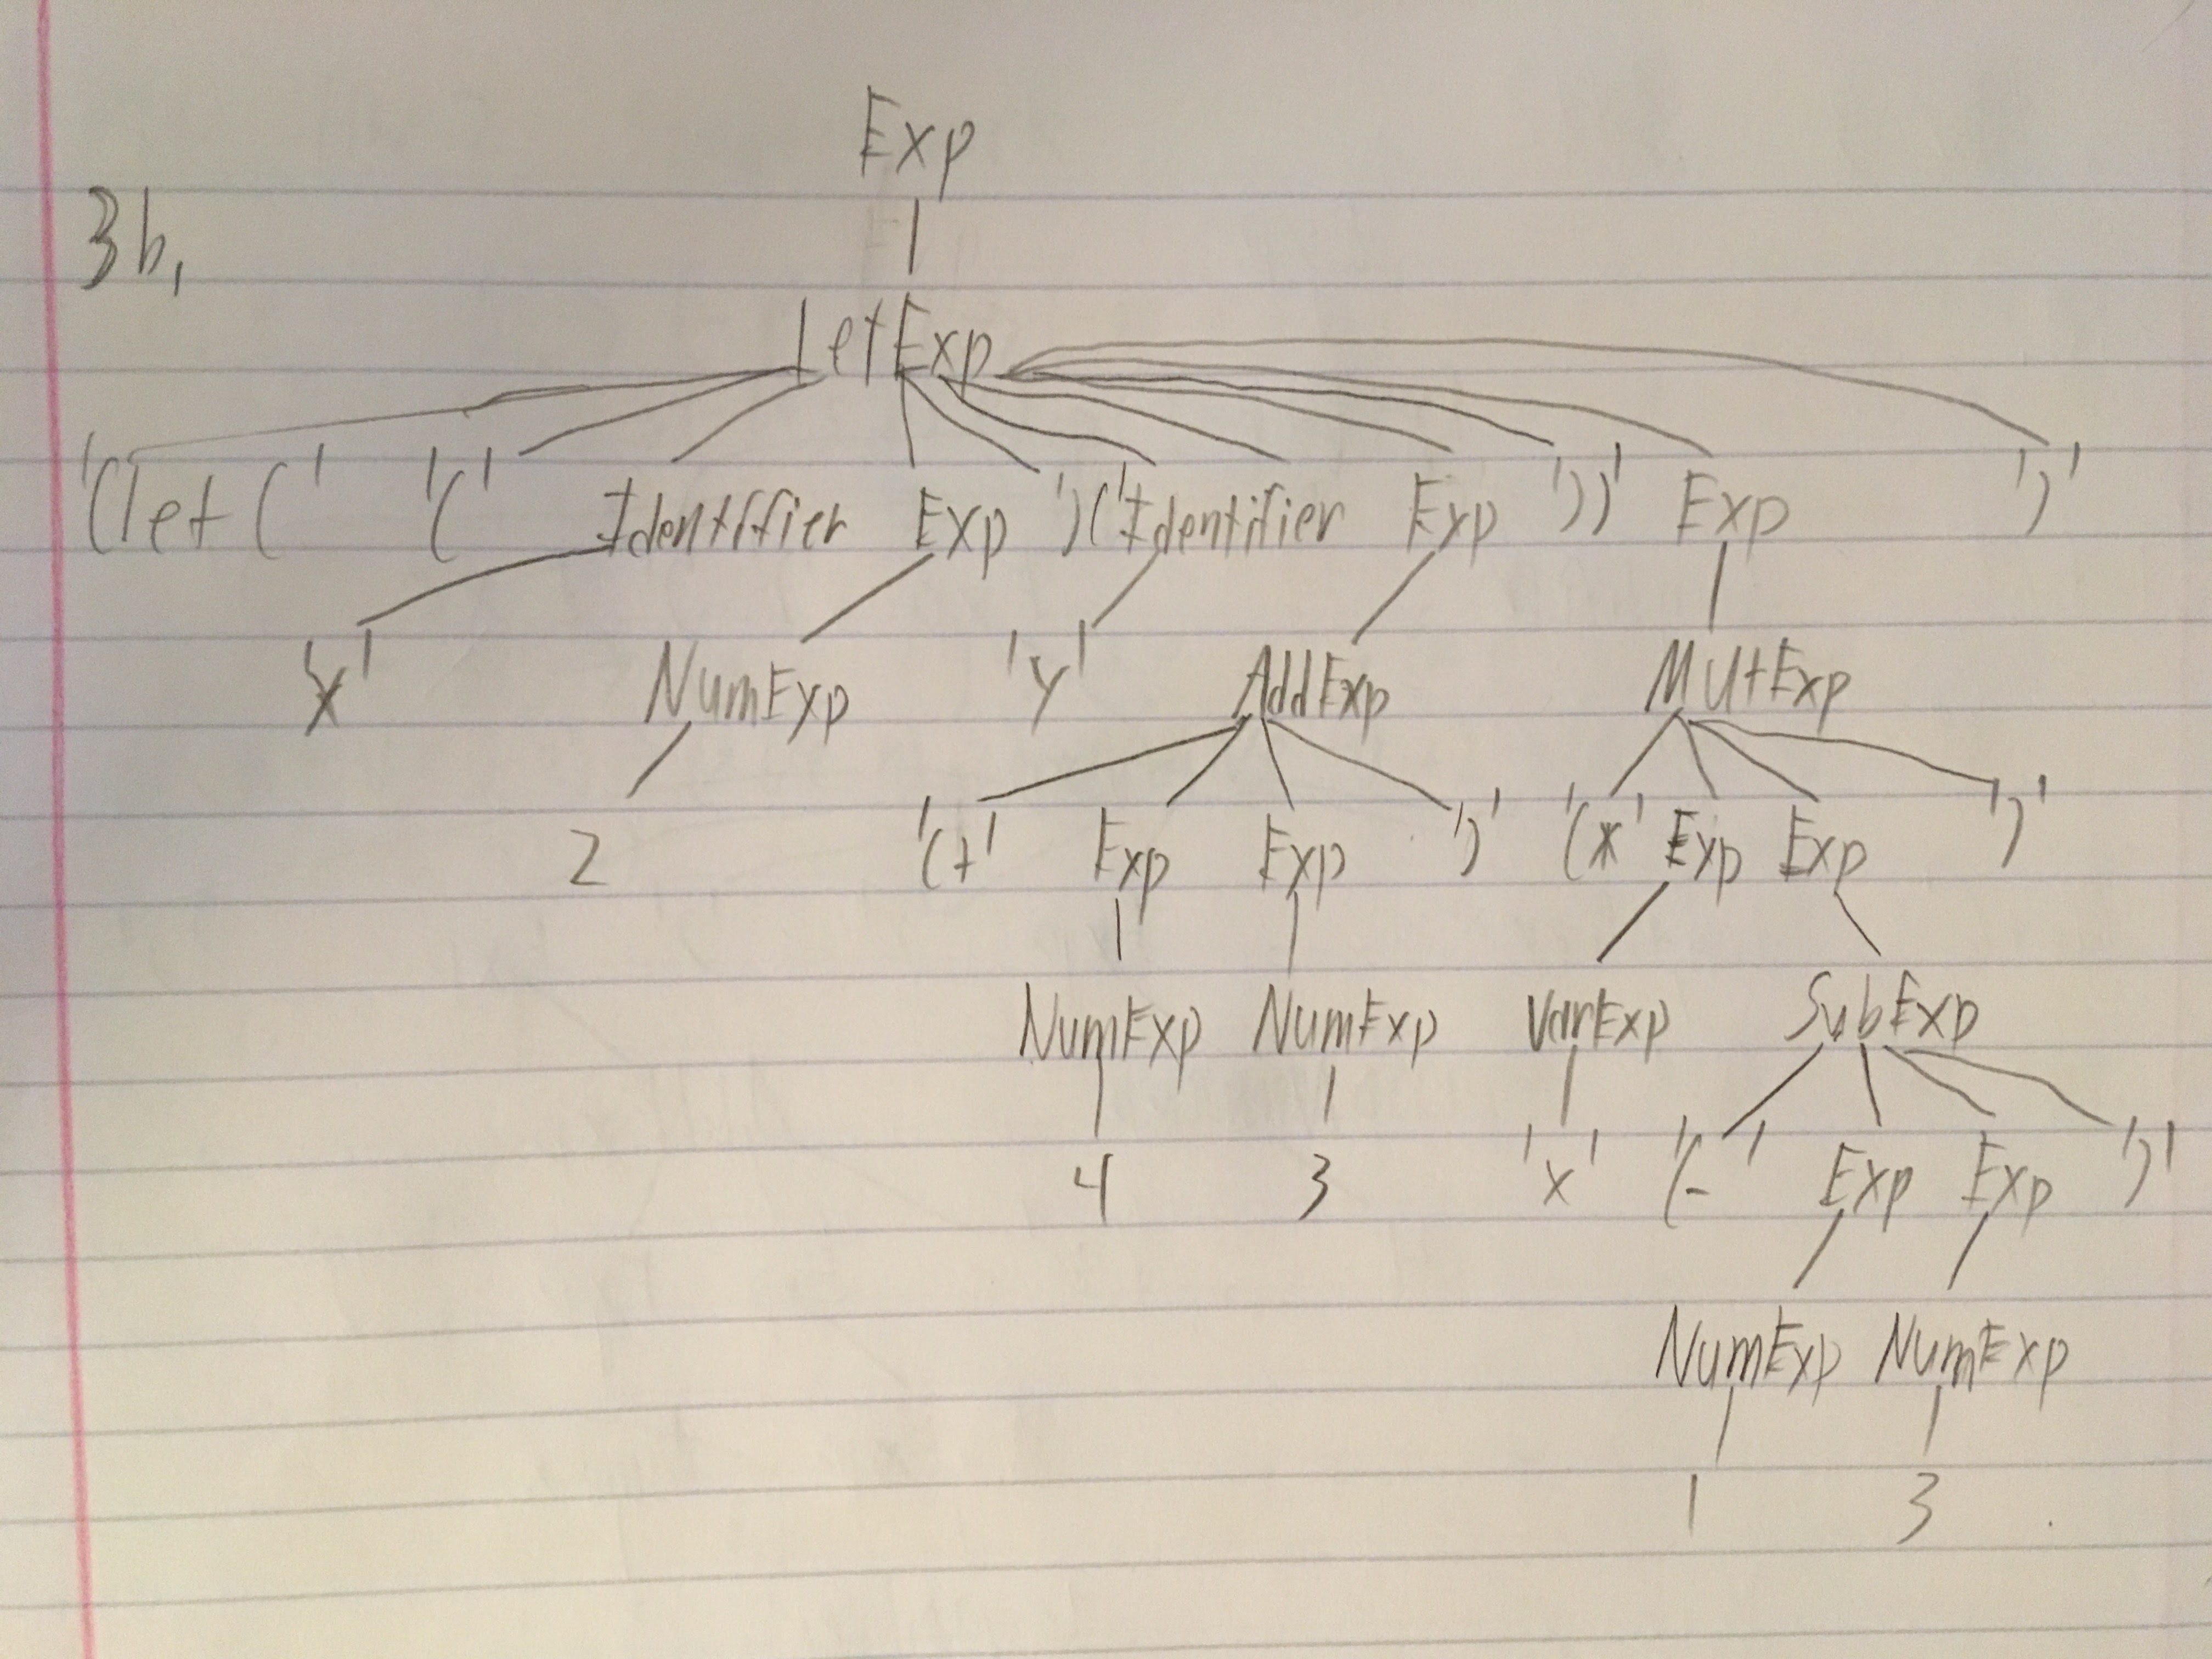 Exp
3b,
LetExp
'(let (' '(' Identifier Exp ')(' Identifier Exp '))' Exp ')'
'x' NumExp 'y' AddExp MultExp
2 '(+' Exp Exp ')' '(*' Exp Exp ')'
NumExp NumExp VarExp SubExp
4 3 'x' '(-' Exp Exp ')'
NumExp NumExp
1 3